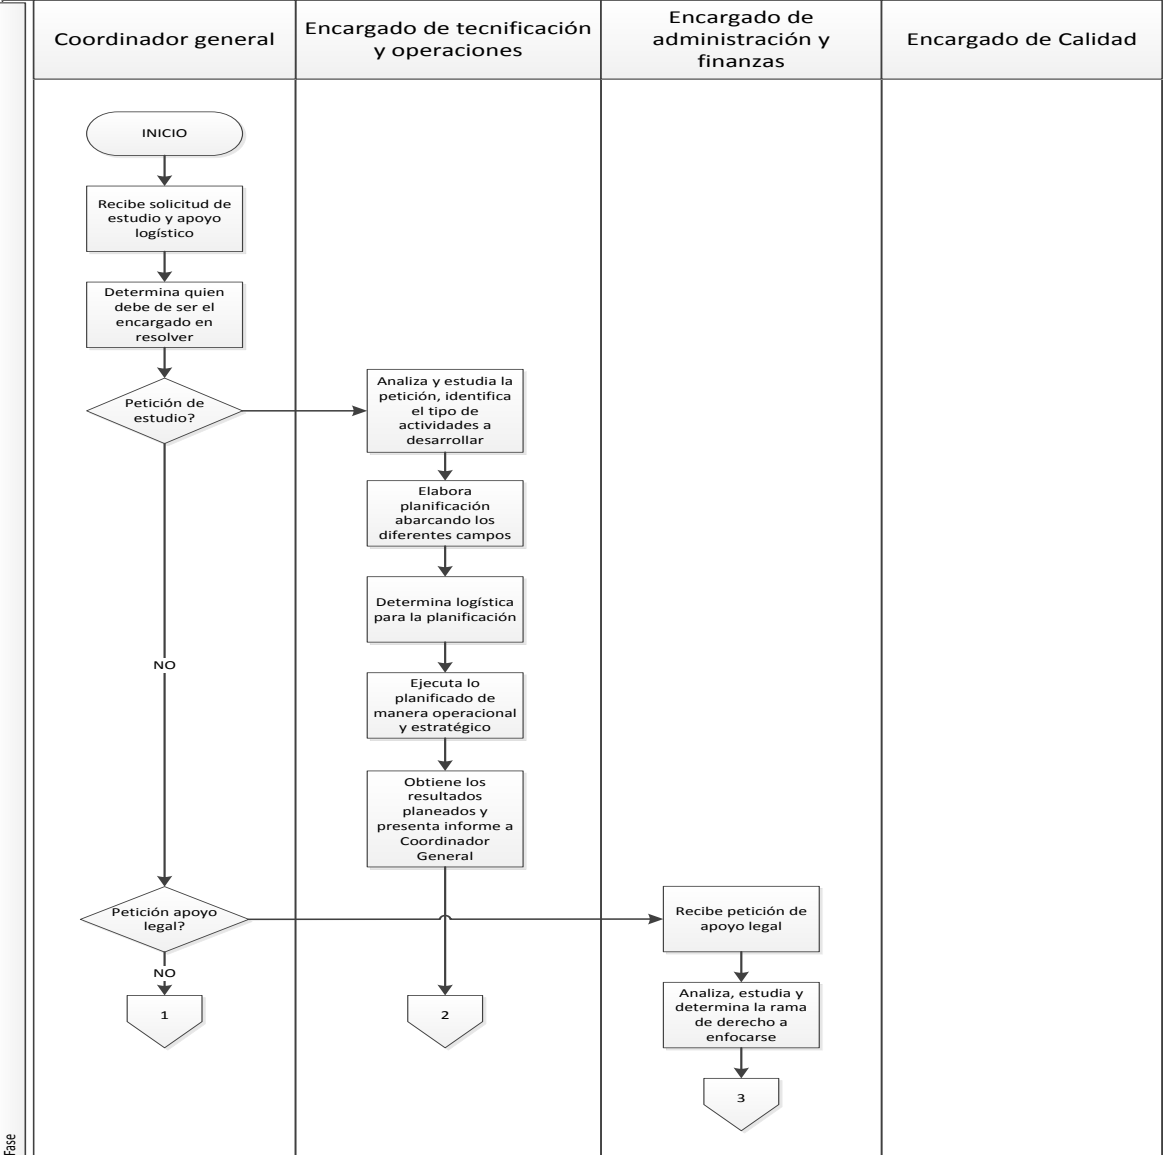 Coordinador general
Encargado de tecnificación
y operaciones
Encargado de
administración y
finanzas
Encargado de Calidad
INICIO
Recibe solicitud de
estudio y apoyo
logístico
Determina quien
debe de ser el
encargado en
resolver
Petición de
estudio?
Analiza y estudia la
petición, identifica
el tipo de
actividades a
desarrollar
Elabora
planificación
abarcando los
diferentes campos
Determina logística
para la planificación
NO
Ejecuta lo
planificado de
manera operacional
y estratégico
Obtiene los
resultados
planeados y
presenta informe a
Coordinador
General
Petición apoyo
legal?
Recibe petición de
apoyo legal
NO
1
2
Analiza, estudia y
determina la rama
de derecho a
enfocarse
3
Fase